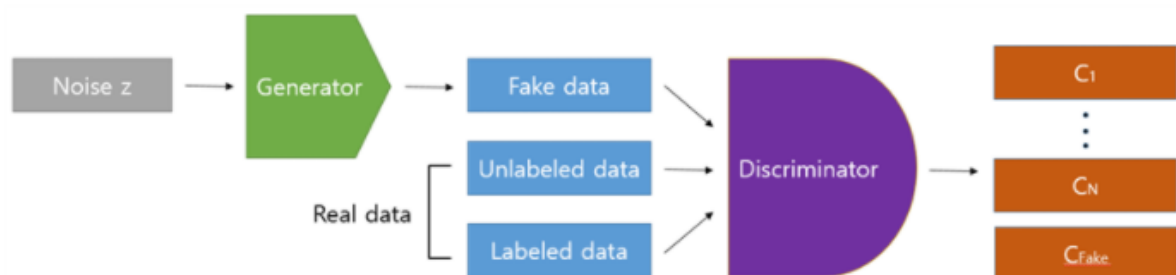 Noise z
Generator
Fake data
Unlabeled data
Labeled data
Real data
Discriminator
C1
CN
CFake